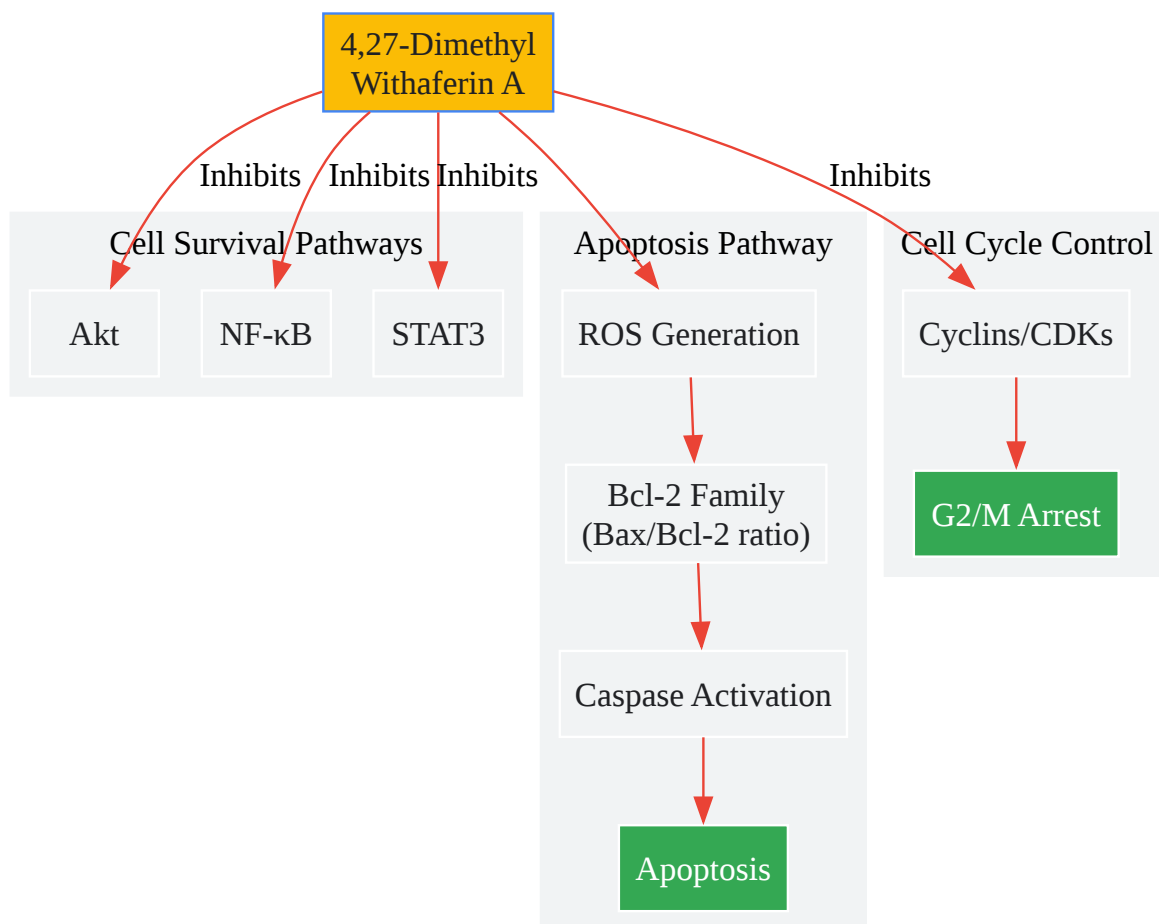 4,27-Dimethyl
Withaferin A
Inhibits
Inhibits
Inhibits
Inhibits
Cell Survival Pathways
Apoptosis Pathway
Cell Cycle Control
Akt
NF-κB
STAT3
ROS Generation
Cyclins/CDKs
Bcl-2 Family
(Bax/Bcl-2 ratio)
G2/M Arrest
Caspase Activation
Apoptosis